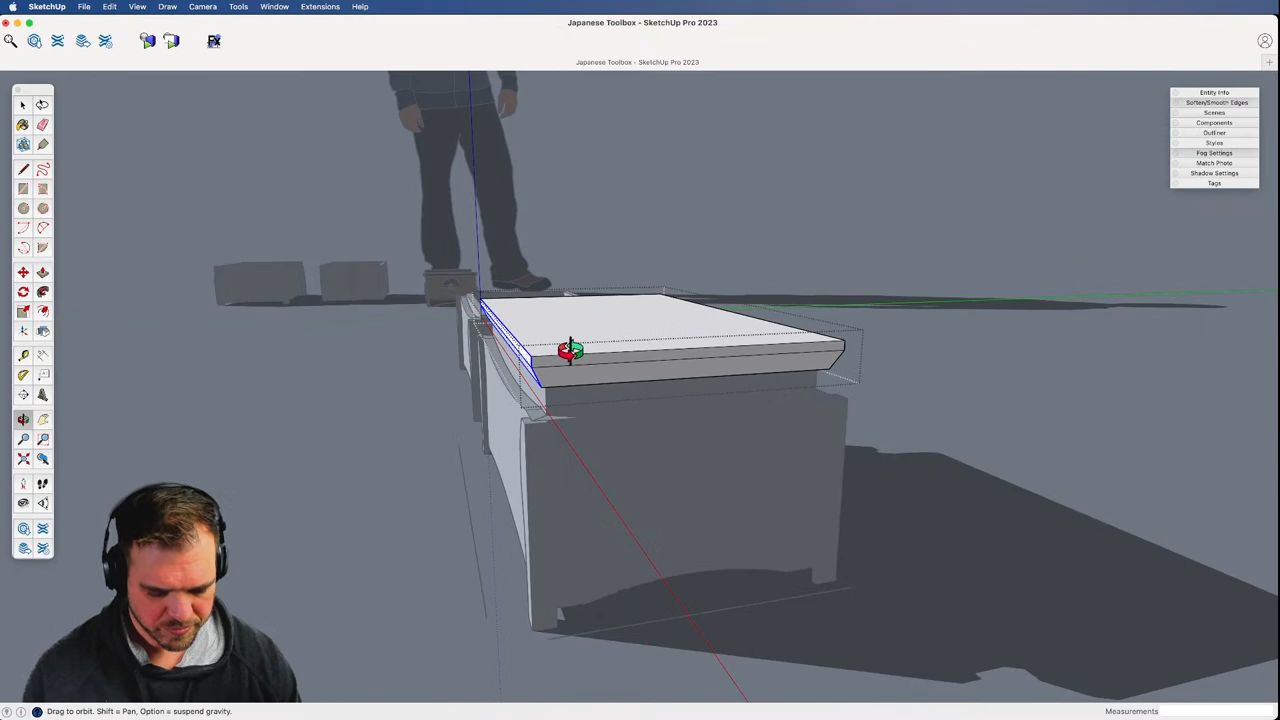 SketchUp File Edit View Draw Camera Tools Window Extensions Help
Japanese Toolbox - SketchUp Pro 2023
Japanese Toolbox - SketchUp Pro 2023
Entity Info
Soften/Smooth Edges
Scenes
Components
Outliner
Styles
Fog Settings
Match Photo
Shadow Settings
Tags
Drag to orbit. Shift = Pan, Option = suspend gravity.
Measurements